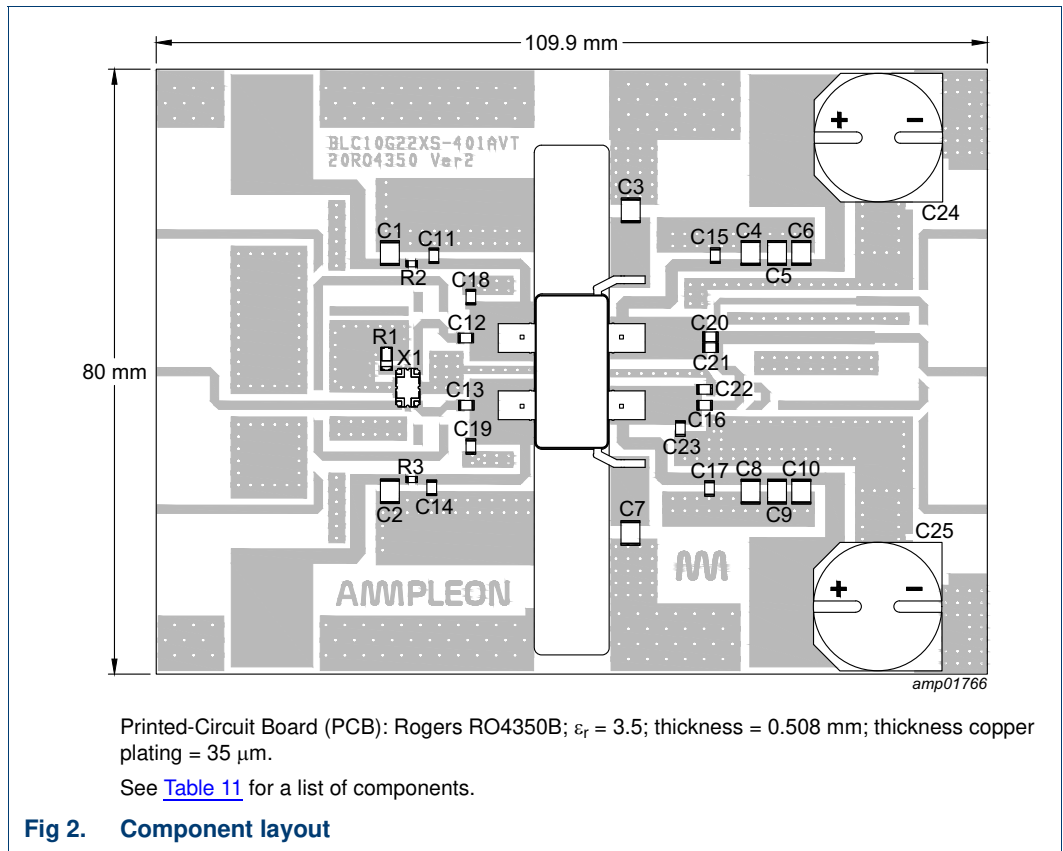 109.9 mm
80 mm
BLC10G22XS-401AVT
20RO4350 Ver2
+ −
C24
C3
C1
C11
R2
C15
C4
C6
C5
C18
C12
C20
C21
R1
X1
C22
C13
C16
C23
C19
R3
C2
C14
C17
C8
C10
C9
C7
C25
+ −
AMPLEON
amp01766
Printed-Circuit Board (PCB): Rogers RO4350B; εr = 3.5; thickness = 0.508 mm; thickness copper
plating = 35 μm.
See Table 11 for a list of components.
Fig 2. Component layout